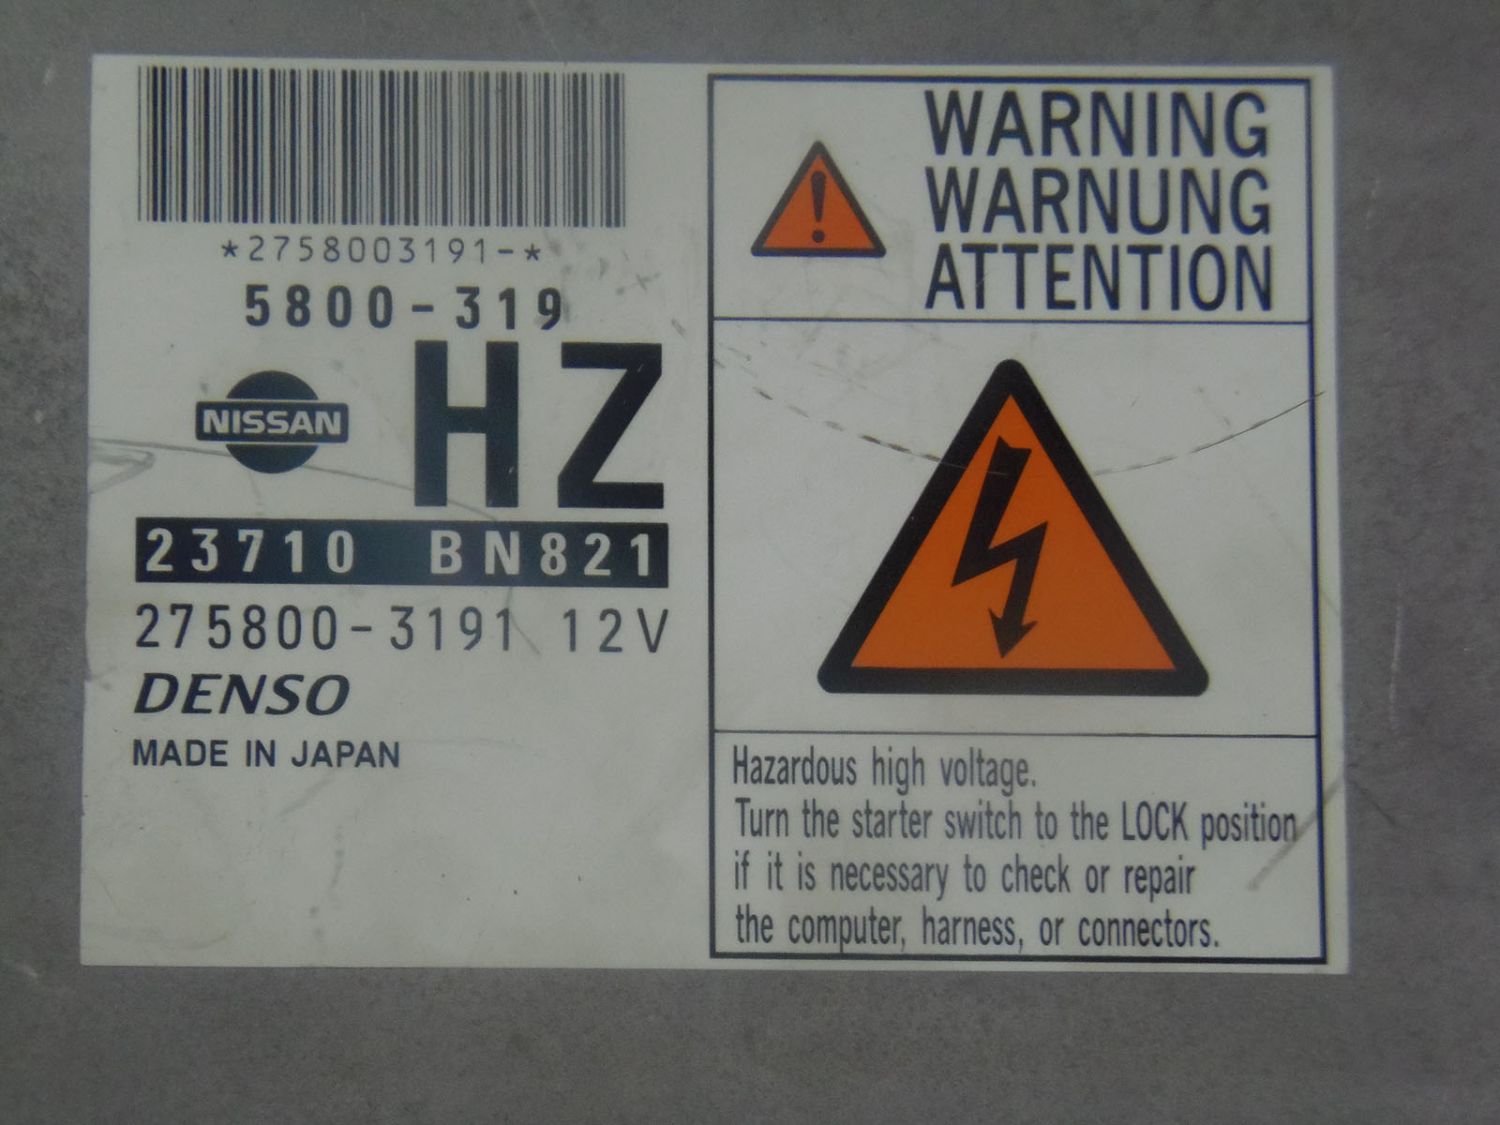 *2758003191-*
5800-319
NISSAN
HZ
23710 BN821
275800-3191 12V
DENSO
MADE IN JAPAN
WARNING
WARNUNG
ATTENTION
Hazardous high voltage.
Turn the starter switch to the LOCK position
if it is necessary to check or repair
the computer, harness, or connectors.